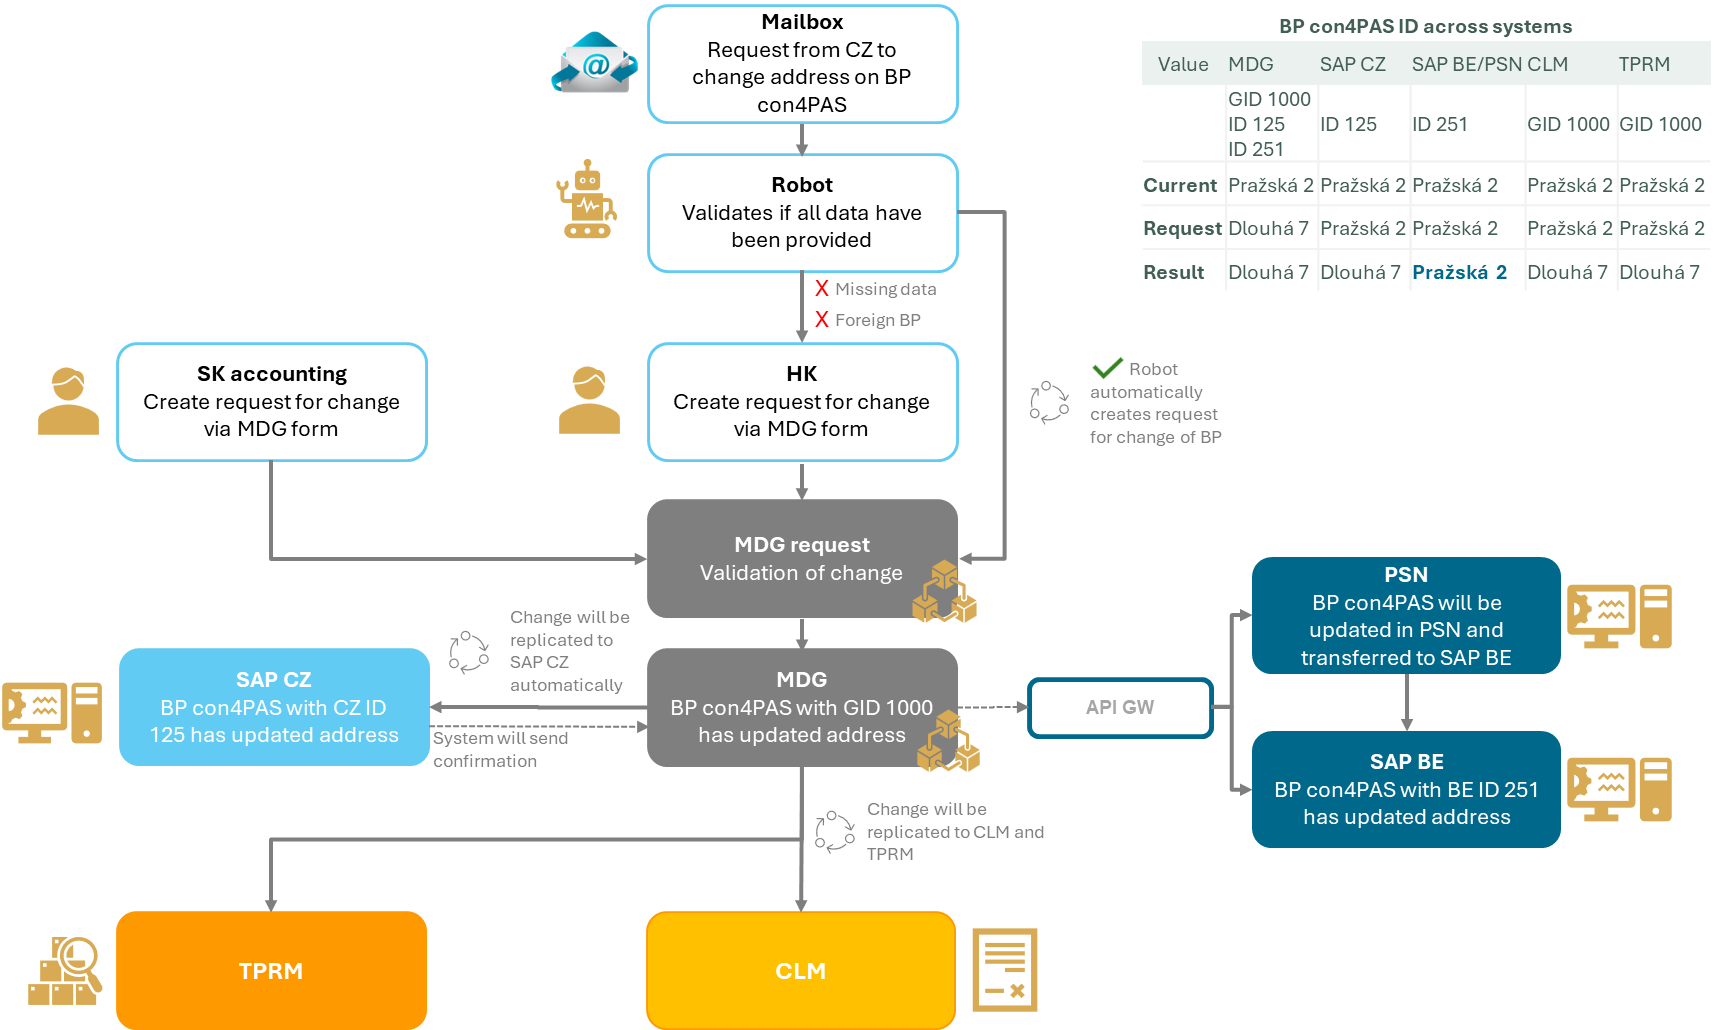 Mailbox
Request from CZ to
change address on BP
con4PAS
BP con4PAS ID across systems
Value MDG SAP CZ SAP BE/PSN CLM TPRM
GID 1000
ID 125 ID 125 ID 251 GID 1000 GID 1000
ID 251
Current Pražská 2 Pražská 2 Pražská 2 Pražská 2 Pražská 2
Request Dlouhá 7 Pražská 2 Pražská 2 Pražská 2 Pražská 2
Result Dlouhá 7 Dlouhá 7 Pražská 2 Dlouhá 7 Dlouhá 7
Robot
Validates if all data have
been provided
X Missing data
X Foreign BP
SK accounting
Create request for change
via MDG form
HK
Create request for change
via MDG form
Robot
automatically
creates request
for change of BP
MDG request
Validation of change
Change will be
replicated to
SAP CZ
automatically
SAP CZ
BP con4PAS with CZ ID
125 has updated address
System will send
confirmation
MDG
BP con4PAS with GID 1000
has updated address
API GW
PSN
BP con4PAS will be
updated in PSN and
transferred to SAP BE
SAP BE
BP con4PAS with BE ID 251
has updated address
Change will be
replicated to CLM and
TPRM
TPRM
CLM